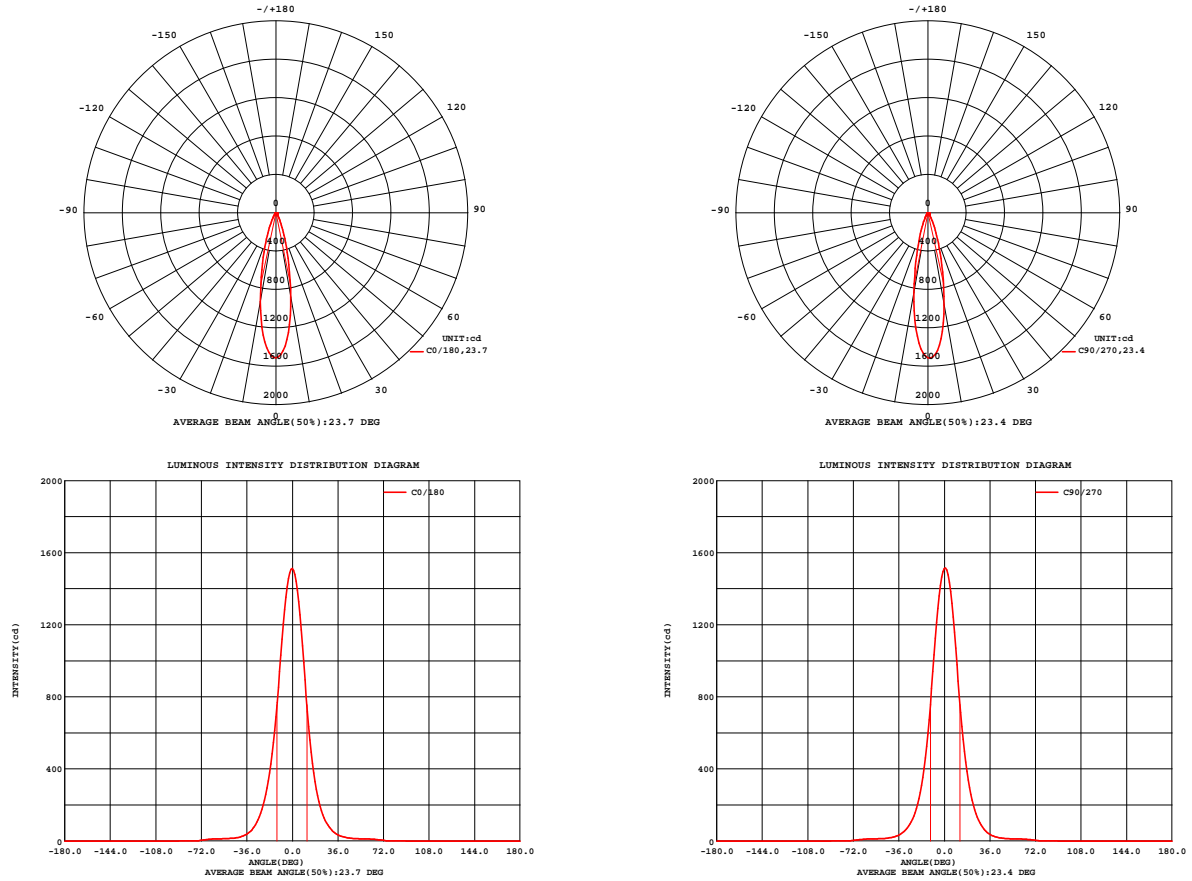 -/+180
-150 150
-120 120
-90 90
-60 60
-30 30
0
400
800
1200
1600
2000
0
UNIT:cd
C0/180,23.7
AVERAGE BEAM ANGLE(50%):23.7 DEG
-/+180
-150 150
-120 120
-90 90
-60 60
-30 30
0
400
800
1200
1600
2000
0
UNIT:cd
C90/270,23.4
AVERAGE BEAM ANGLE(50%):23.4 DEG
LUMINOUS INTENSITY DISTRIBUTION DIAGRAM
C0/180
INTENSITY(cd)
2000
1600
1200
800
400
0
-180.0 -144.0 -108.0 -72.0 -36.0 0.0 36.0 72.0 108.0 144.0 180.0
ANGLE(DEG)
AVERAGE BEAM ANGLE(50%):23.7 DEG
LUMINOUS INTENSITY DISTRIBUTION DIAGRAM
C90/270
INTENSITY(cd)
2000
1600
1200
800
400
0
-180.0 -144.0 -108.0 -72.0 -36.0 0.0 36.0 72.0 108.0 144.0 180.0
ANGLE(DEG)
AVERAGE BEAM ANGLE(50%):23.4 DEG